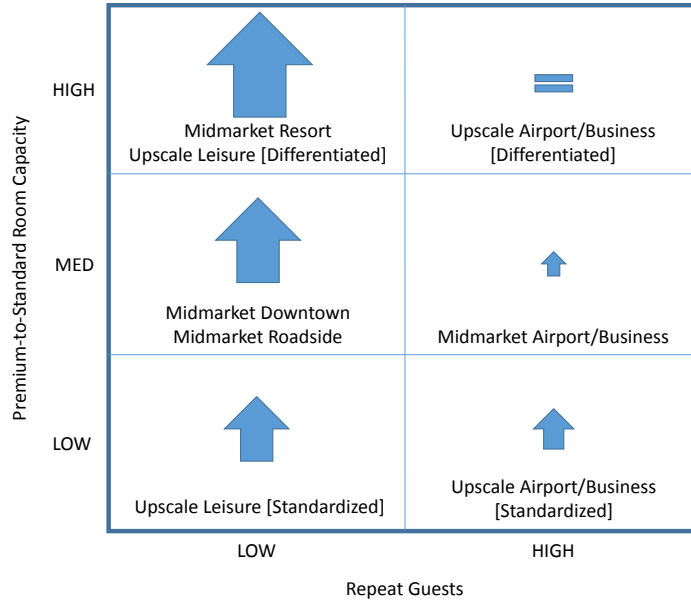 Premium-to-Standard Room Capacity
HIGH
Midmarket Resort
Upscale Leisure [Differentiated]
Upscale Airport/Business
[Differentiated]
MED
Midmarket Downtown
Midmarket Roadside
Midmarket Airport/Business
LOW
Upscale Leisure [Standardized]
Upscale Airport/Business
[Standardized]
LOW
HIGH
Repeat Guests